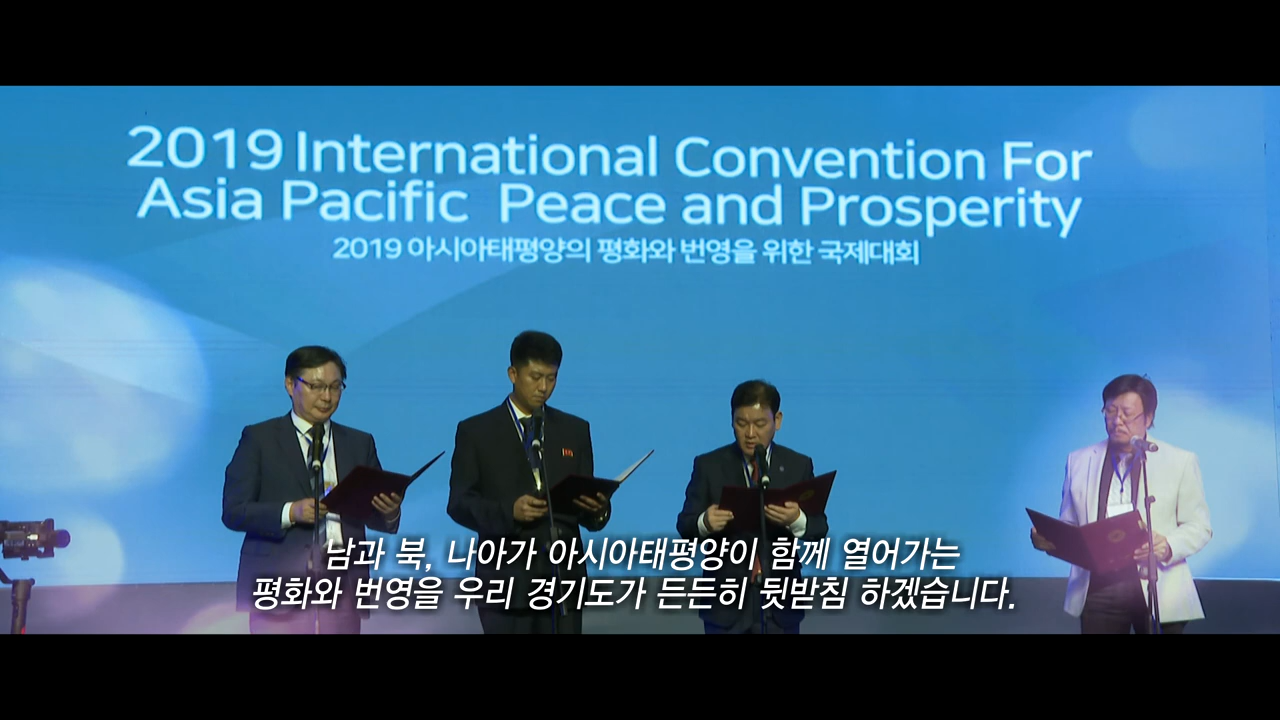 2019 International Convention For
Asia Pacific Peace and Prosperity
2019 아시아태평양의 평화와 번영을 위한 국제대회
남과 북, 나아가 아시아태평양이 함께 열어가는
평화와 번영을 우리 경기도가 든든히 뒷받침 하겠습니다.